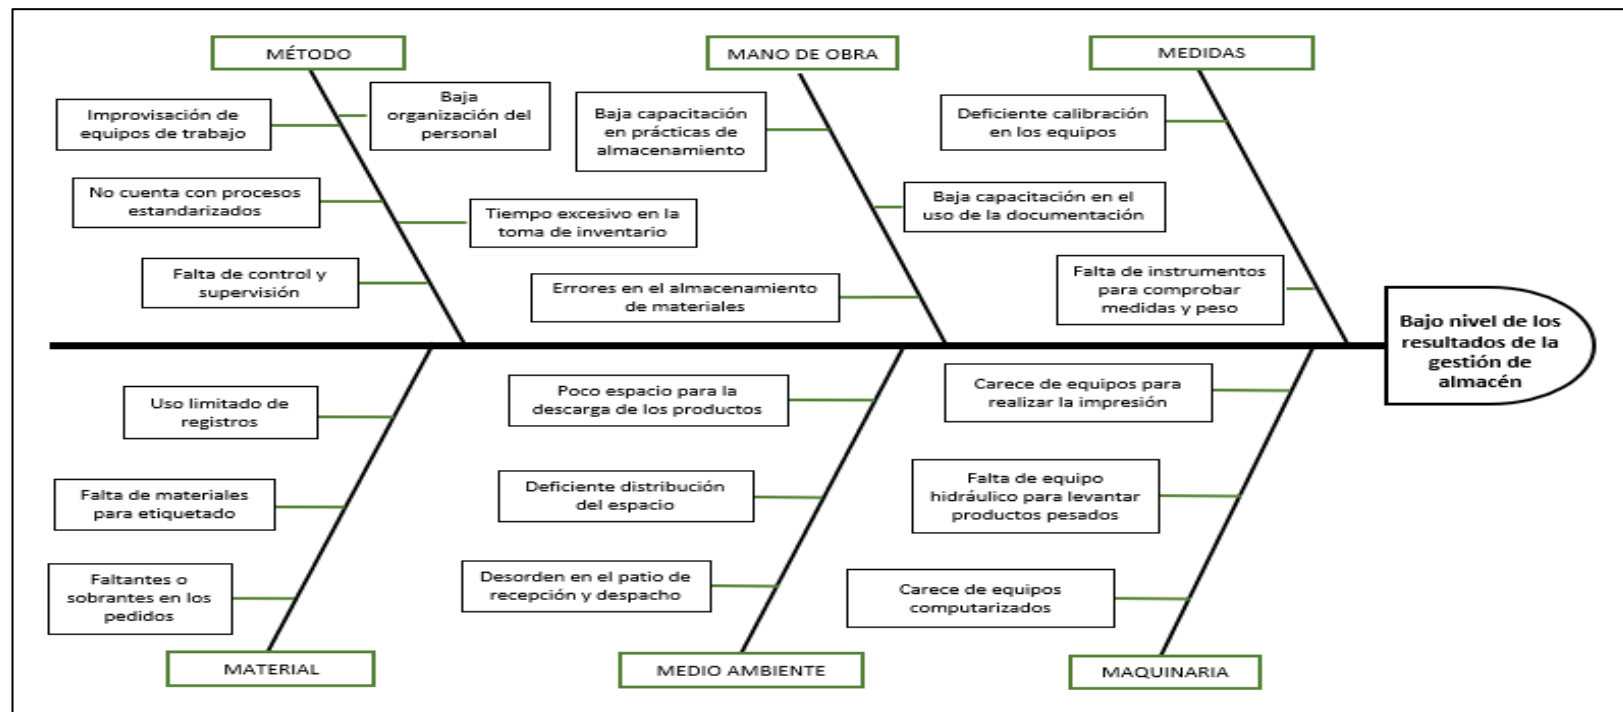 MÉTODO
MANO DE OBRA
MEDIDAS
Improvisación de
equipos de trabajo
Baja
organización del
personal
No cuenta con procesos
estandarizados
Tiempo excesivo en la
toma de inventario
Falta de control y
supervisión
Baja capacitación
en prácticas de
almacenamiento
Baja capacitación en el
uso de la documentación
Errores en el almacenamiento
de materiales
Deficiente calibración
en los equipos
Falta de instrumentos
para comprobar
medidas y peso
Bajo nivel de los
resultados de la
gestión de
almacén
Uso limitado de
registros
Falta de materiales
para etiquetado
Faltantes o
sobrantes en los
pedidos
Poco espacio para la
descarga de los productos
Deficiente distribución
del espacio
Desorden en el patio de
recepción y despacho
Carece de equipos para
realizar la impresión
Falta de equipo
hidráulico para levantar
productos pesados
Carece de equipos
computarizados
MATERIAL
MEDIO AMBIENTE
MAQUINARIA